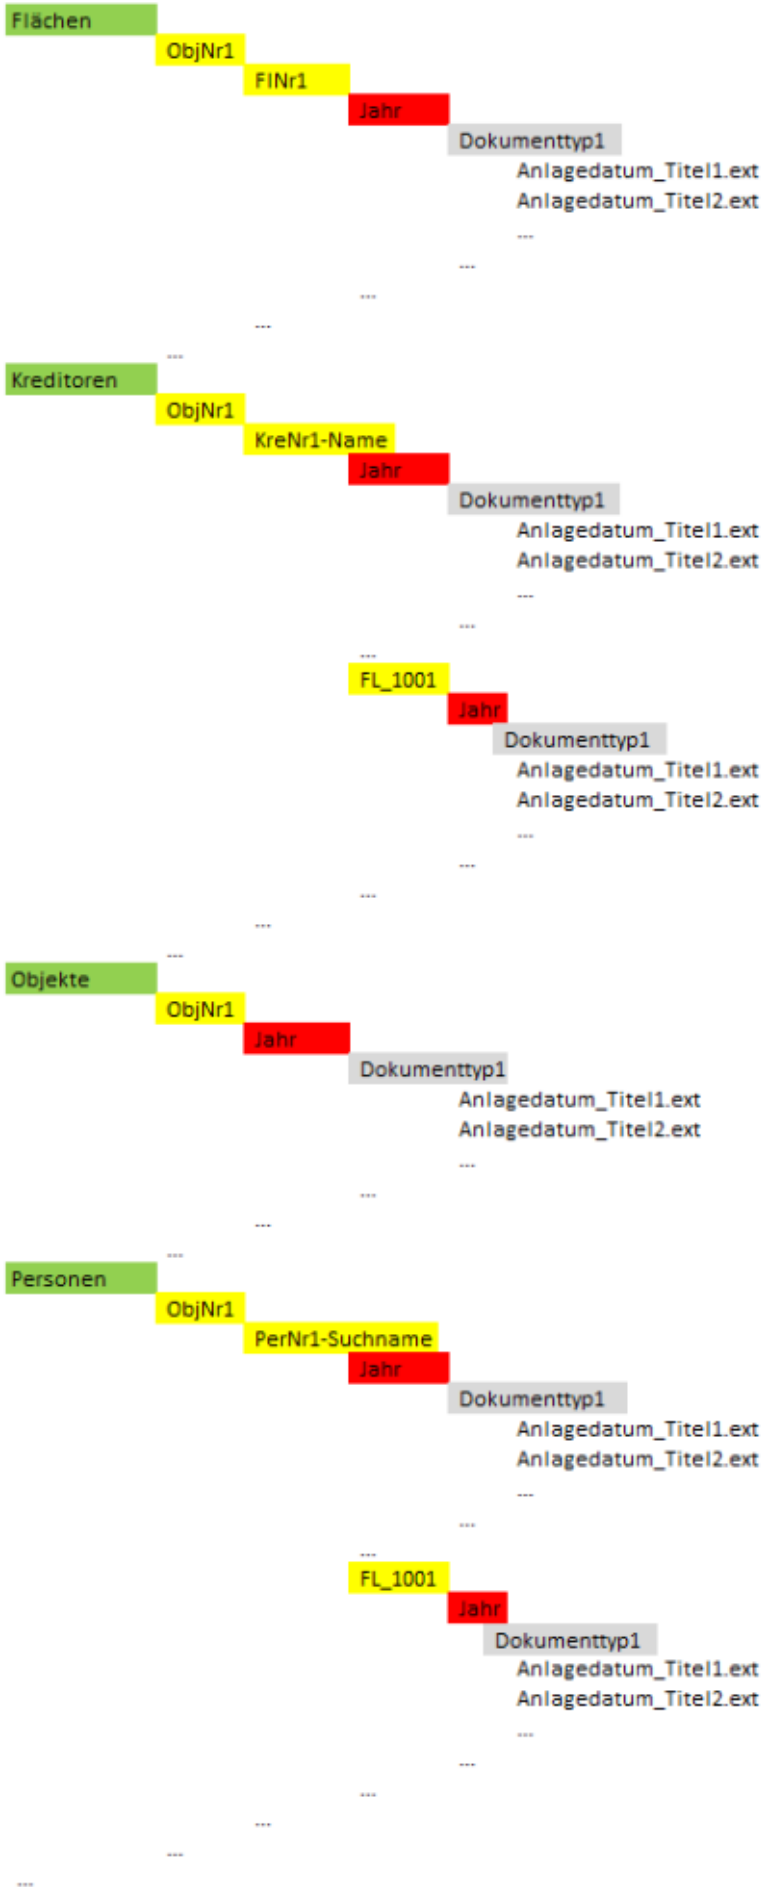 Flächen
ObjNr1
FlNr1
Jahr
Dokumenttyp1
Anlagedatum_Titel1.ext
Anlagedatum_Titel2.ext
...
...
...
...
...
Kreditoren
ObjNr1
KreNr1-Name
Jahr
Dokumenttyp1
Anlagedatum_Titel1.ext
Anlagedatum_Titel2.ext
...
...
...
FL_1001
Jahr
Dokumenttyp1
Anlagedatum_Titel1.ext
Anlagedatum_Titel2.ext
...
...
...
...
...
Objekte
ObjNr1
Jahr
Dokumenttyp1
Anlagedatum_Titel1.ext
Anlagedatum_Titel2.ext
...
...
...
...
Personen
ObjNr1
PerNr1-Suchname
Jahr
Dokumenttyp1
Anlagedatum_Titel1.ext
Anlagedatum_Titel2.ext
...
...
...
FL_1001
Jahr
Dokumenttyp1
Anlagedatum_Titel1.ext
Anlagedatum_Titel2.ext
...
...
...
...
...
...